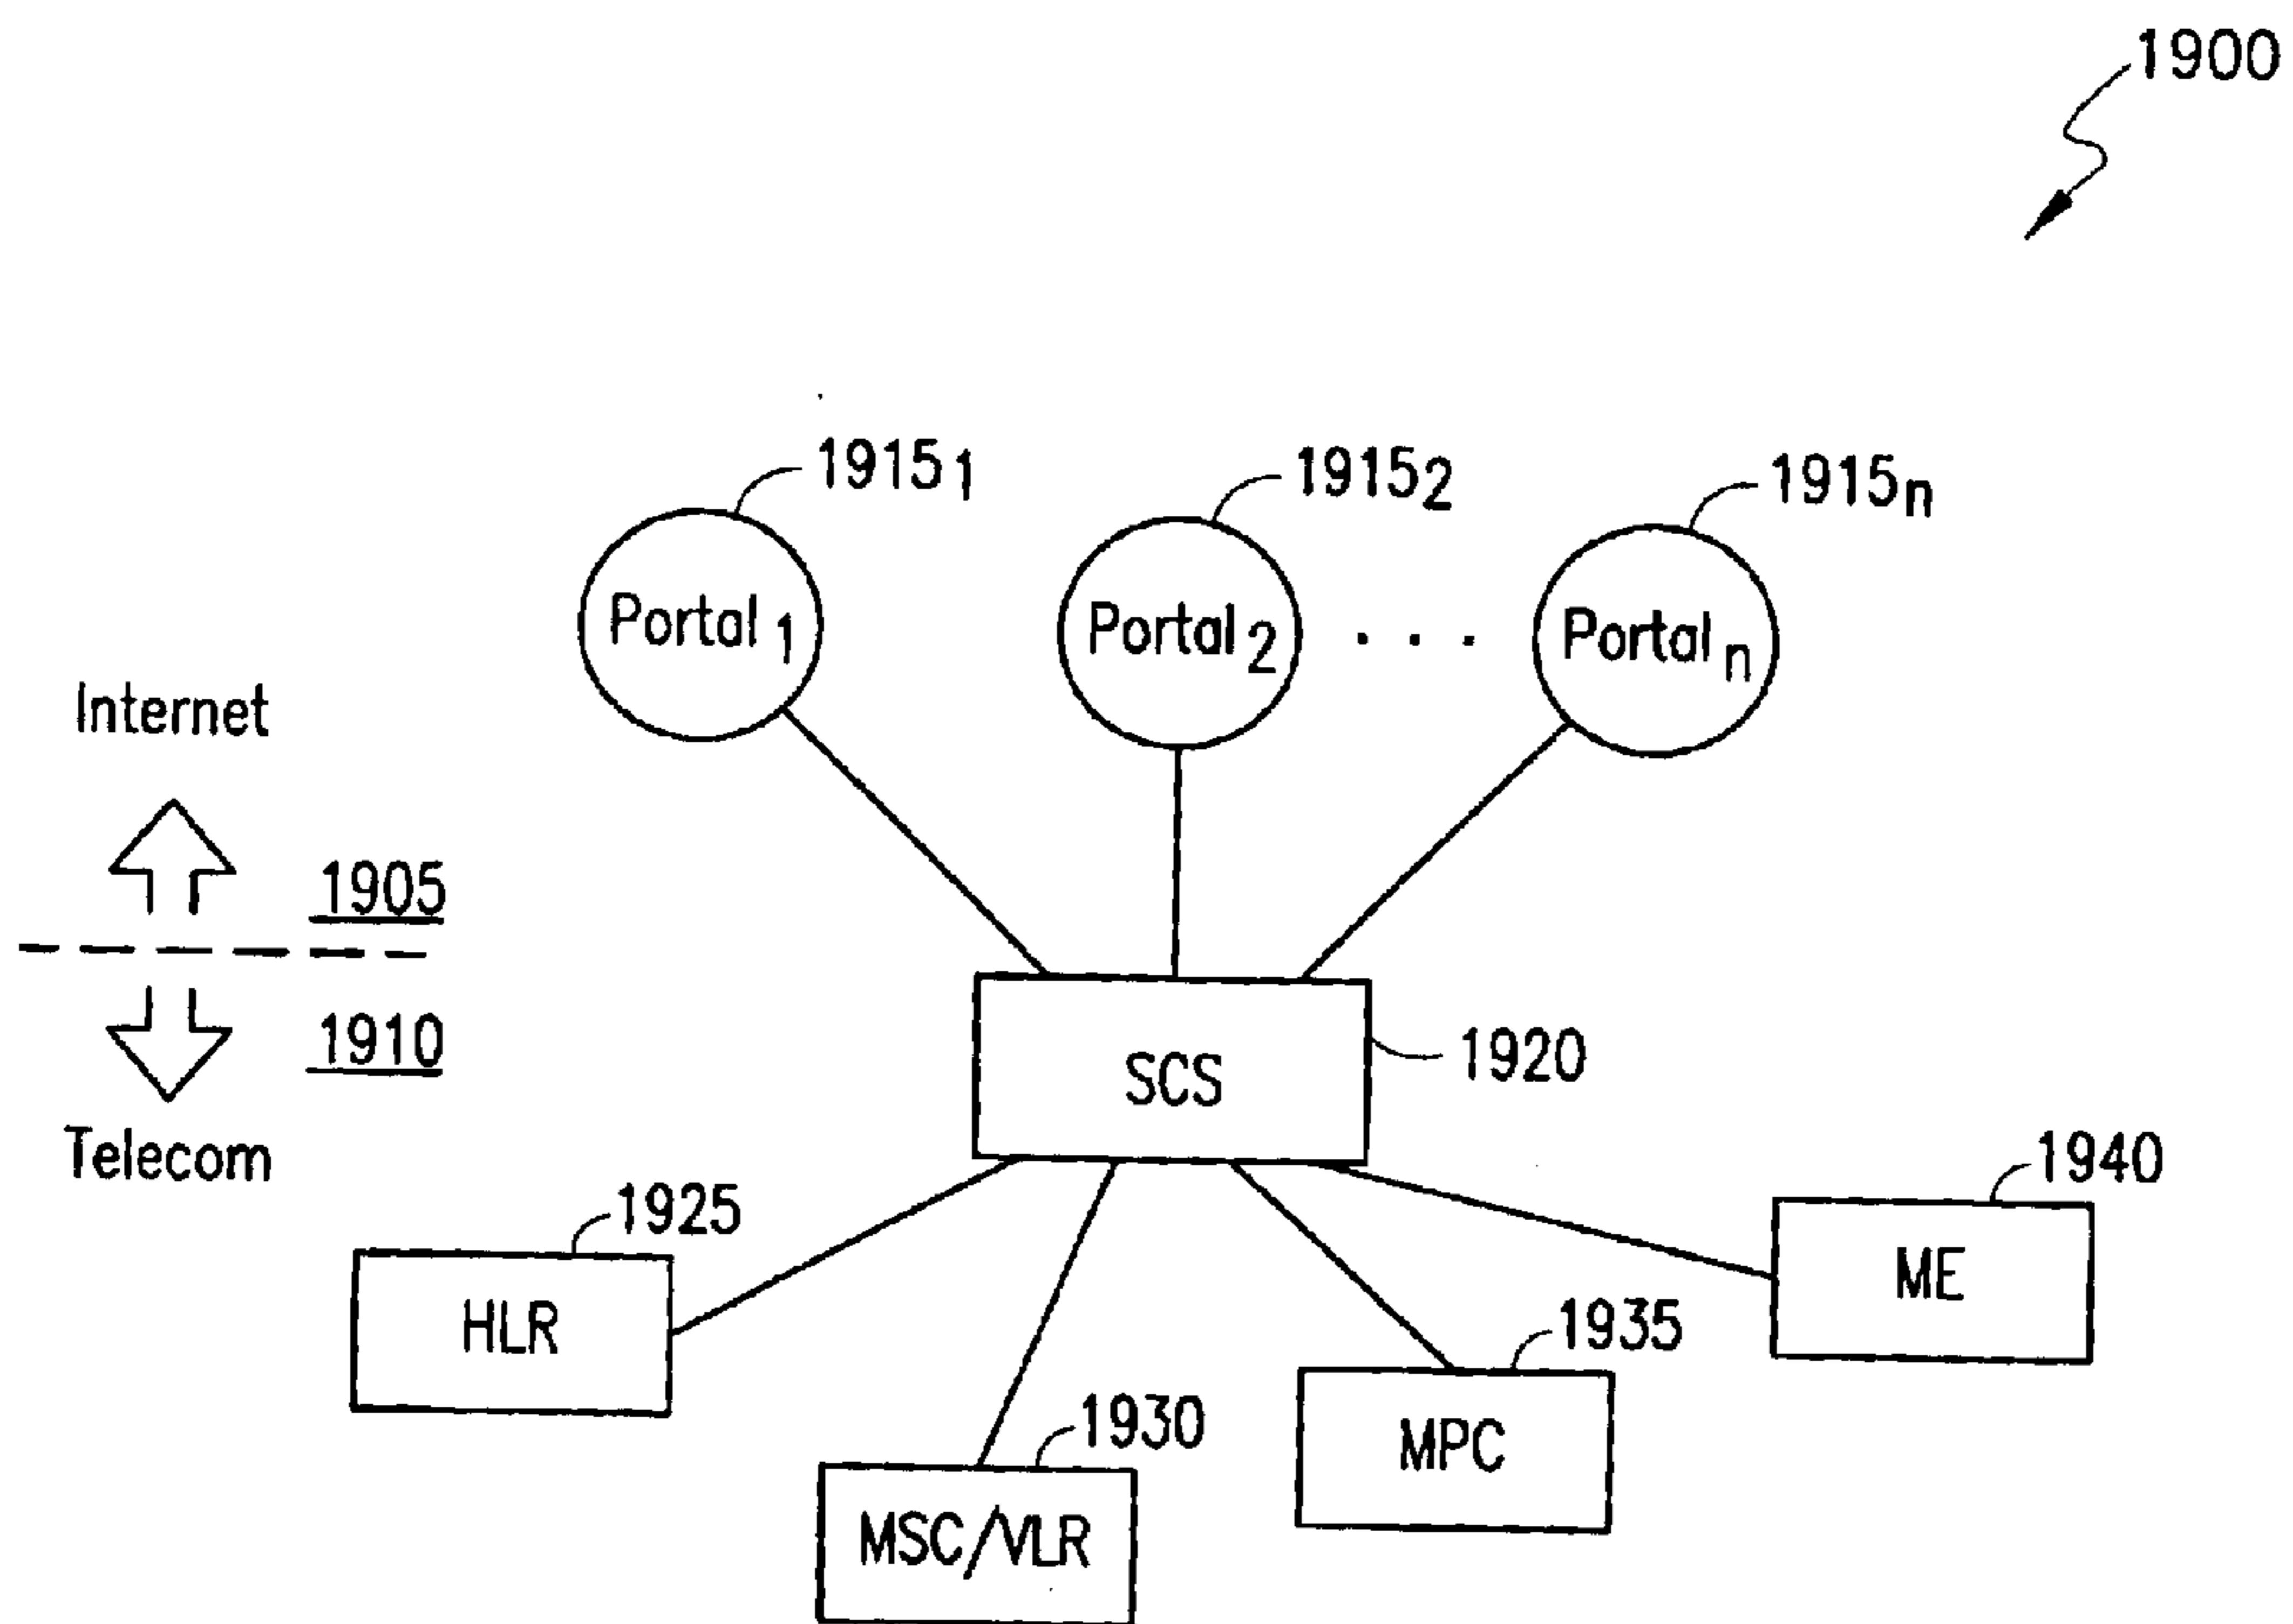 1900
1915₁
1915₂
1915ₙ
Portal₁
Portal₂
. . .
Portalₙ
Internet
1905
1910
Telecom
SCS
1920
1925
HLR
1930
MSC/VLR
1935
MPC
1940
ME